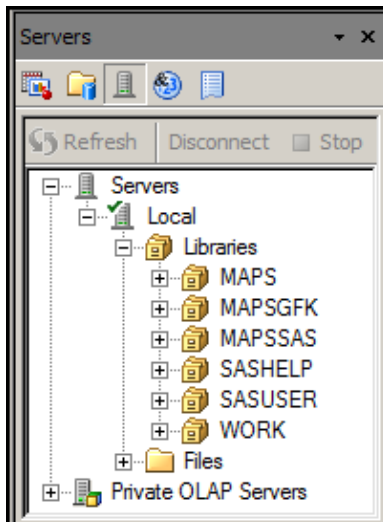 Servers
Refresh Disconnect Stop
Servers
Local
Libraries
MAPS
MAPSGFK
MAPSSAS
SASHELP
SASUSER
WORK
Files
Private OLAP Servers